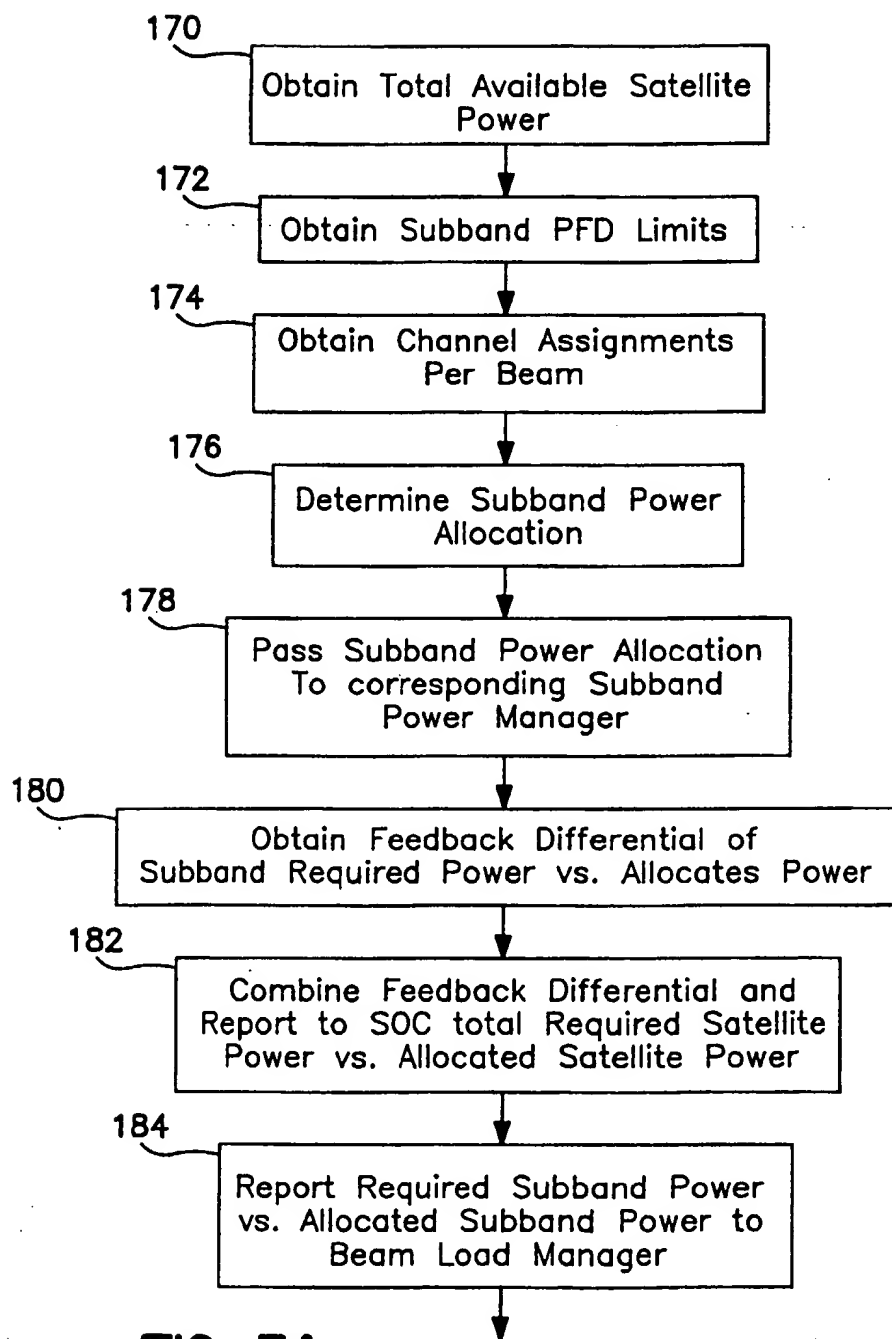 170
Obtain Total Available Satellite
Power
172
Obtain Subband PFD Limits
174
Obtain Channel Assignments
Per Beam
176
Determine Subband Power
Allocation
178
Pass Subband Power Allocation
To corresponding Subband
Power Manager
180
Obtain Feedback Differential of
Subband Required Power vs. Allocates Power
182
Combine Feedback Differential and
Report to SOC total Required Satellite
Power vs. Allocated Satellite Power
184
Report Required Subband Power
vs. Allocated Subband Power to
Beam Load Manager